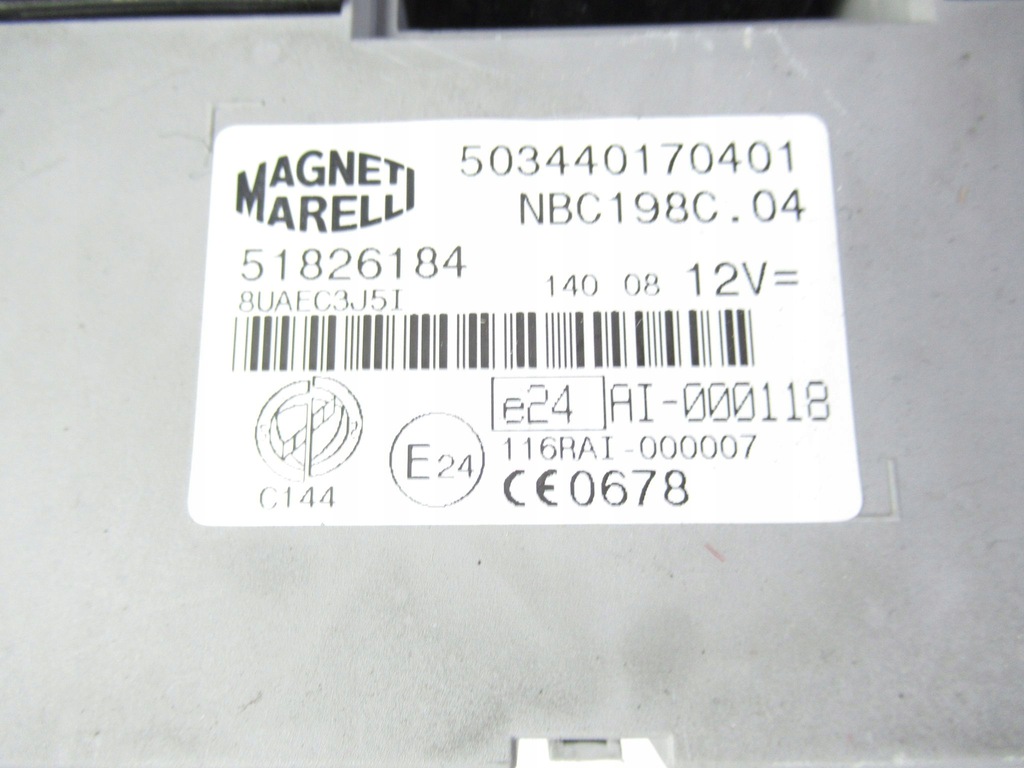 MAGNETI MARELLI
503440170401
NBC198C.04
51826184
8UAEC3J5I
140 08 12V=
e24 AI-000118
116RAI-000007
E24
CE0678
C144